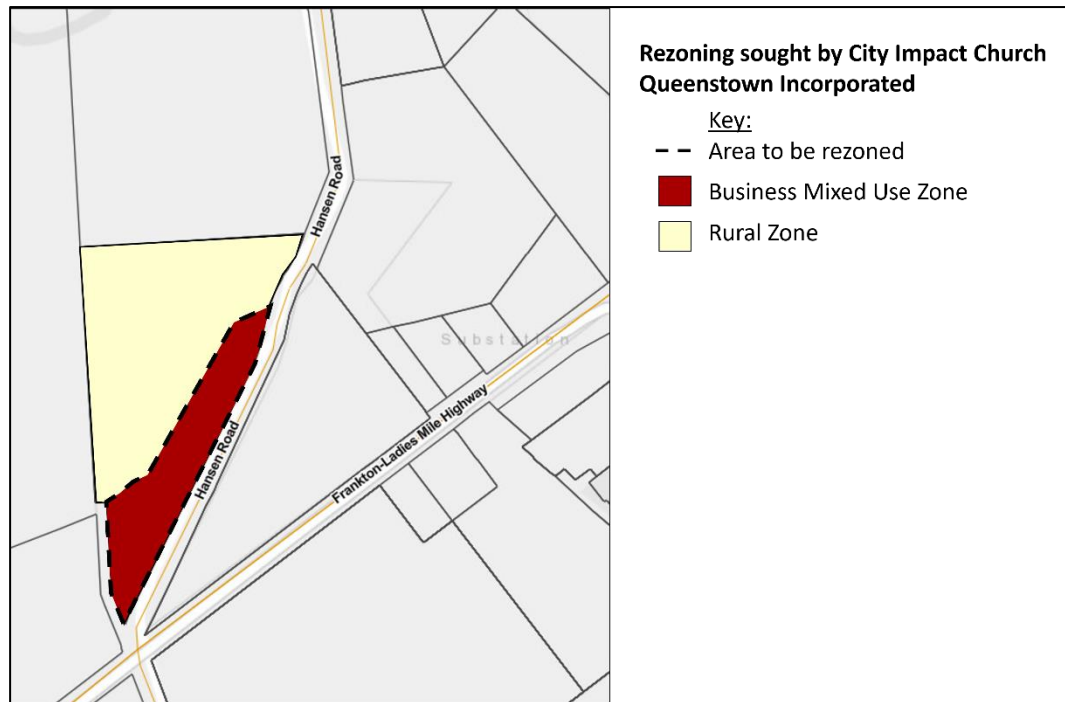 Rezoning sought by City Impact Church
Queenstown Incorporated
Key:
Area to be rezoned
Business Mixed Use Zone
Rural Zone
Hansen Road
Substation
Hansen Road
Frankton-Ladies Mile Highway